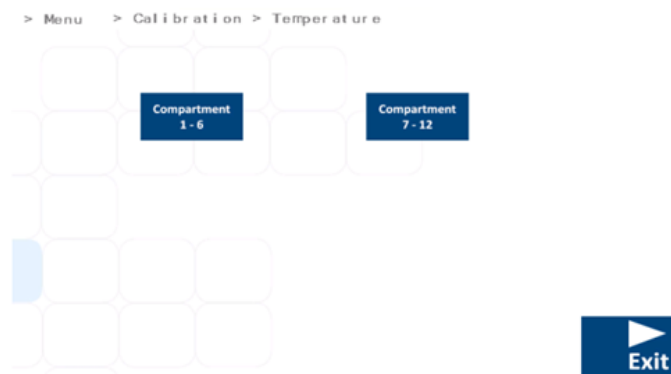 > Menu > Calibration > Temperature
Compartment
1 - 6
Compartment
7 - 12
Exit